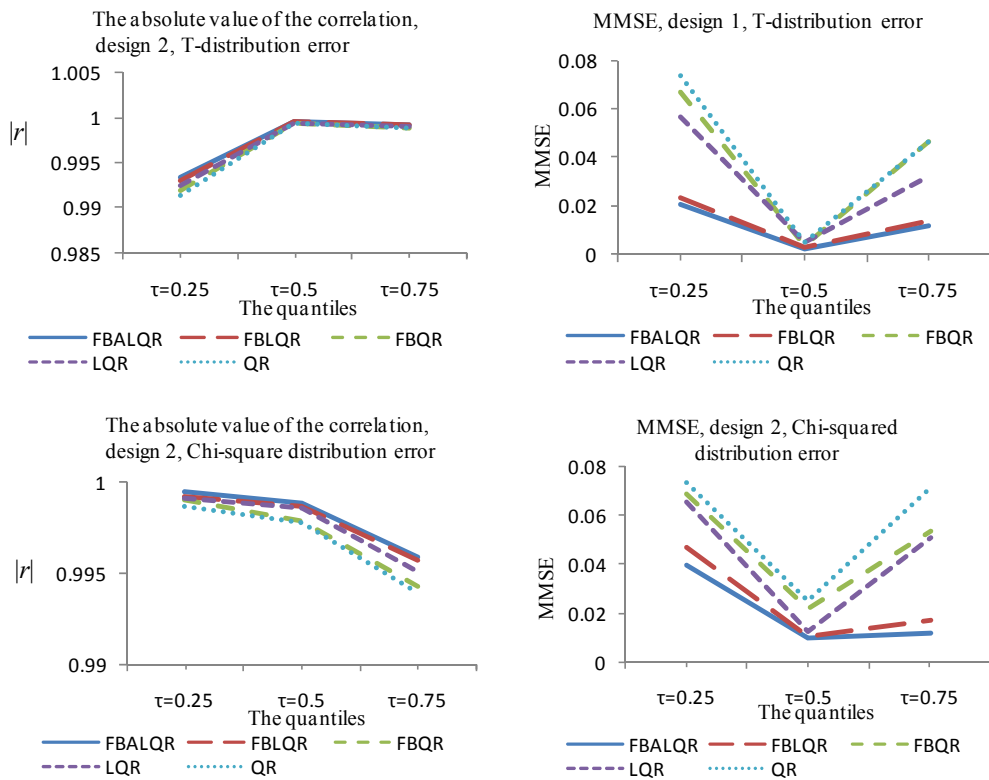 The absolute value of the correlation,
design 2, T-distribution error
1.005
1
0.995
0.99
0.985
|r|
τ=0.25 τ=0.5 τ=0.75
The quantiles
FBALQR FBLQR FBQR
LQR QR
MMSE, design 1, T-distribution error
0.08
0.06
0.04
0.02
0
MMSE
τ=0.25 τ=0.5 τ=0.75
The quantiles
FBALQR FBLQR FBQR
LQR QR
The absolute value of the correlation,
design 2, Chi-square distribution error
1
0.995
0.99
|r|
τ=0.25 τ=0.5 τ=0.75
The quantiles
FBALQR FBLQR FBQR
LQR QR
MMSE, design 2, Chi-squared
distribution error
0.08
0.06
0.04
0.02
0
MMSE
τ=0.25 τ=0.5 τ=0.75
The quantiles
FBALQR FBLQR FBQR
LQR QR